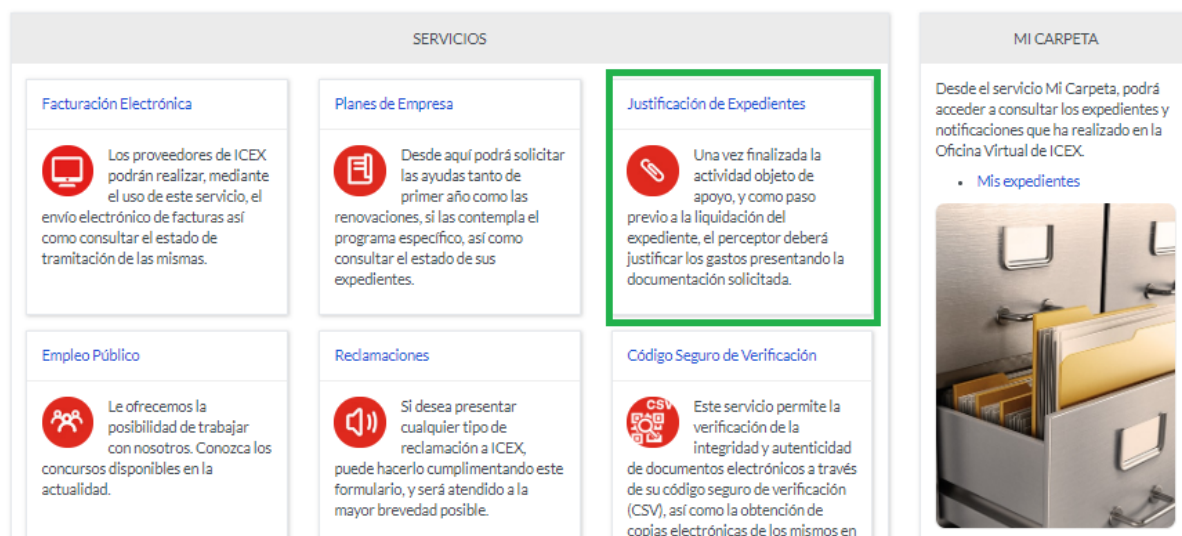 SERVICIOS
Facturación Electrónica
Los proveedores de ICEX
podrán realizar, mediante
el uso de este servicio, el
envío electrónico de facturas así
como consultar el estado de
tramitación de las mismas.
Planes de Empresa
Desde aquí podrá solicitar
las ayudas tanto de
primer año como las
renovaciones, si las contempla el
programa específico, así como
consultar el estado de sus
expedientes.
Justificación de Expedientes
Una vez finalizada la
actividad objeto de
apoyo, y como paso
previo a la liquidación del
expediente, el perceptor deberá
justificar los gastos presentando la
documentación solicitada.
Empleo Público
Le ofrecemos la
posibilidad de trabajar
con nosotros. Conozca los
concursos disponibles en la
actualidad.
Reclamaciones
Si desea presentar
cualquier tipo de
reclamación a ICEX,
puede hacerlo cumplimentando este
formulario, y será atendido a la
mayor brevedad posible.
Código Seguro de Verificación
CSV
Este servicio permite la
verificación de la
integridad y autenticidad
de documentos electrónicos a través
de su código seguro de verificación
(CSV), así como la obtención de
copias electrónicas de los mismos en
MI CARPETA
Desde el servicio Mi Carpeta, podrá
acceder a consultar los expedientes y
notificaciones que ha realizado en la
Oficina Virtual de ICEX.
• Mis expedientes